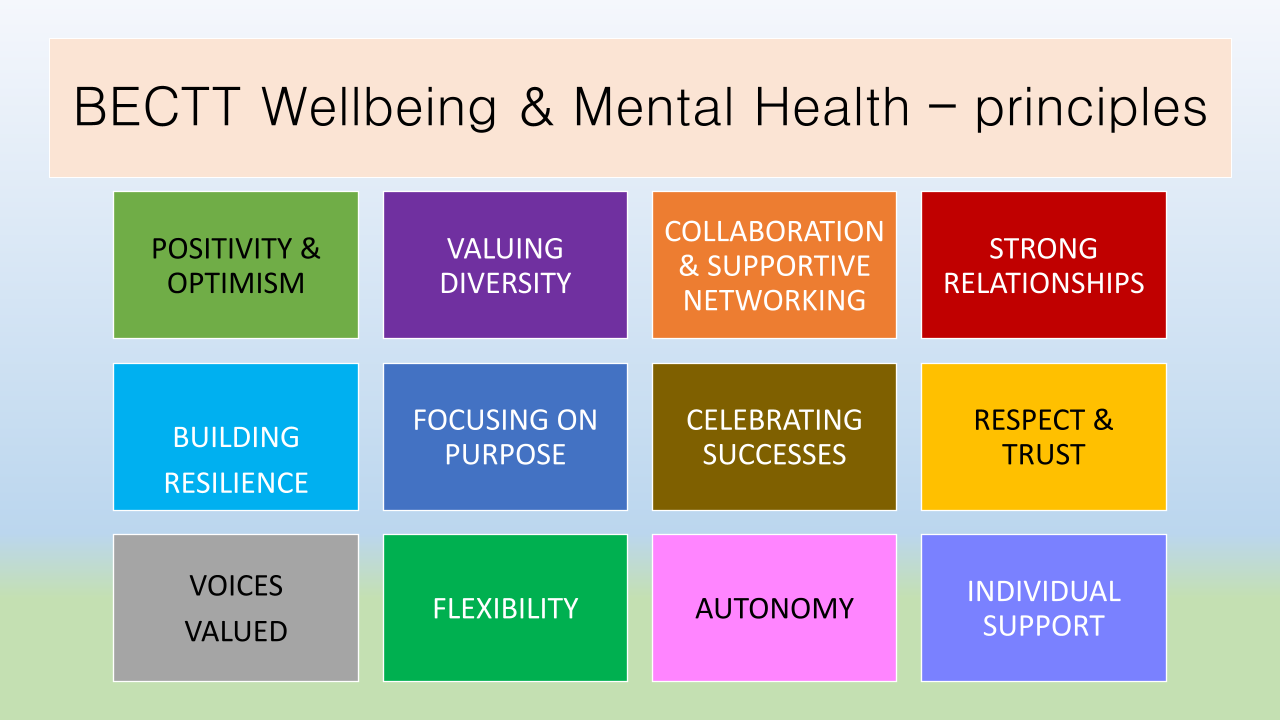 BECTT Wellbeing & Mental Health – principles
POSITIVITY &
OPTIMISM
VALUING
DIVERSITY
COLLABORATION
& SUPPORTIVE
NETWORKING
STRONG
RELATIONSHIPS
BUILDING
RESILIENCE
FOCUSING ON
PURPOSE
CELEBRATING
SUCCESSES
RESPECT &
TRUST
VOICES
VALUED
FLEXIBILITY
AUTONOMY
INDIVIDUAL
SUPPORT